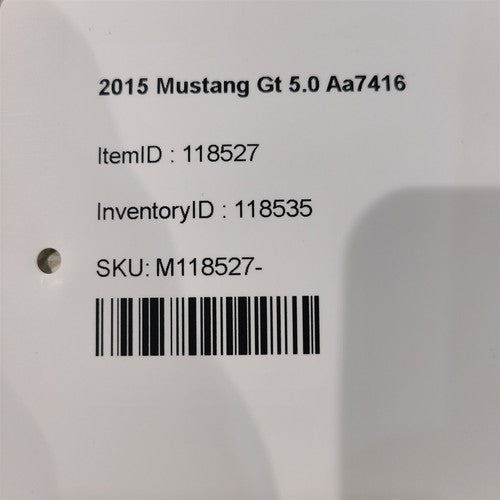 2015 Mustang Gt 5.0 Aa7416
ItemID : 118527
InventoryID : 118535
SKU: M118527-